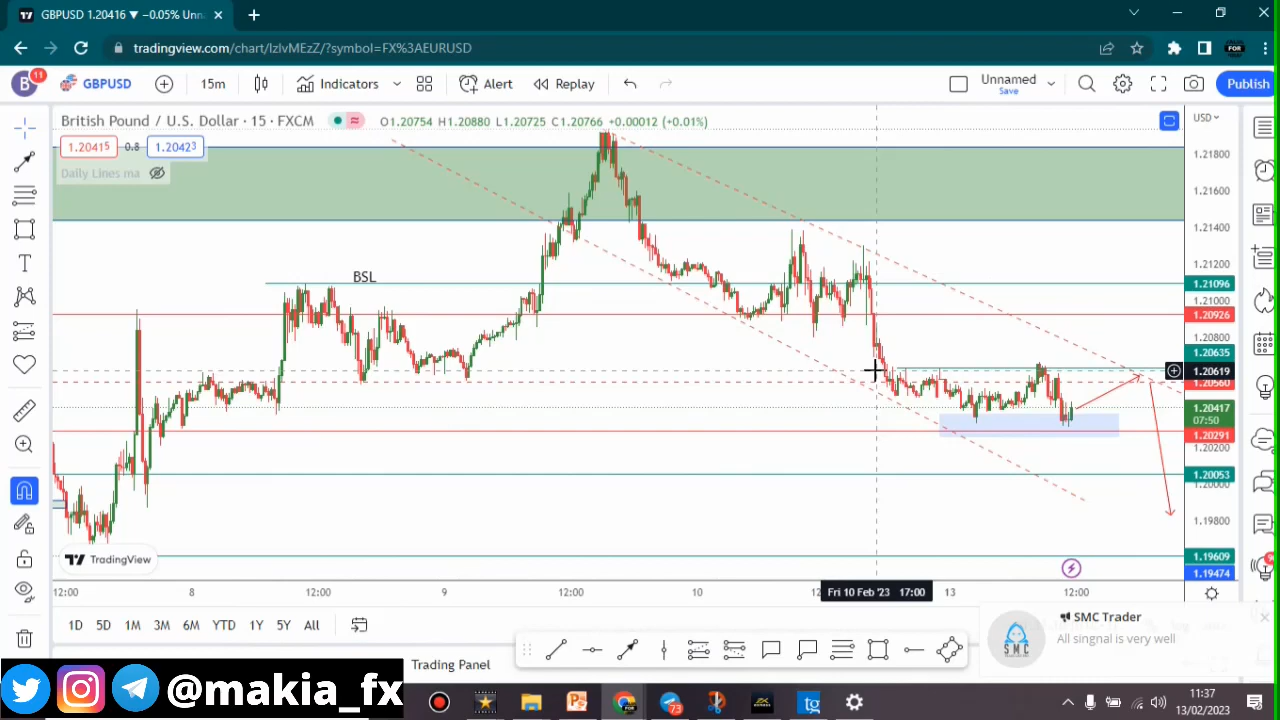 GBPUSD 1.20416 ▼ −0.05% Unna
tradingview.com/chart/lzlvMEzZ/?symbol=FX%3AEURUSD
FOR
B
11
GBPUSD
15m
Indicators
Alert
Replay
Unnamed
Save
Publish
British Pound / U.S. Dollar · 15 · FXCM
O1.20754 H1.20880 L1.20725 C1.20766 +0.00012 (+0.01%)
USD
1.20415
0.8
1.20423
Daily Lines ma
1.21800
1.21600
1.21400
1.21200
BSL
1.21096
1.21000
1.20926
1.20800
1.20635
1.20619
1.20560
1.20417
07:50
1.20291
1.20200
1.20053
1.20000
1.19800
TradingView
1.19609
1.19474
12:00
8
12:00
9
12:00
10
12
Fri 10 Feb '23 17:00
13
12:00
1D
5D
1M
3M
6M
YTD
1Y
5Y
All
SMC Trader
All singnal is very well
SMC
Trading Panel
@makia_fx
73
tg
11:37
13/02/2023